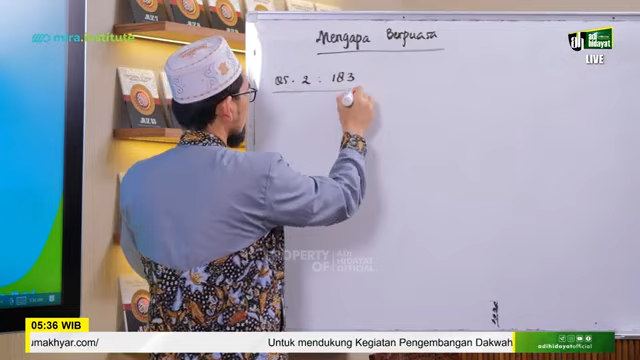 mira.institute
Mengapa Berpuasa
QS. 2 : 183
adi
hidayat
LIVE
PROPERTY
OF
ADI
HIDAYAT
OFFICIAL
05:36 WIB
umakhyar.com/
Untuk mendukung Kegiatan Pengembangan Dakwah
adihidayatofficial